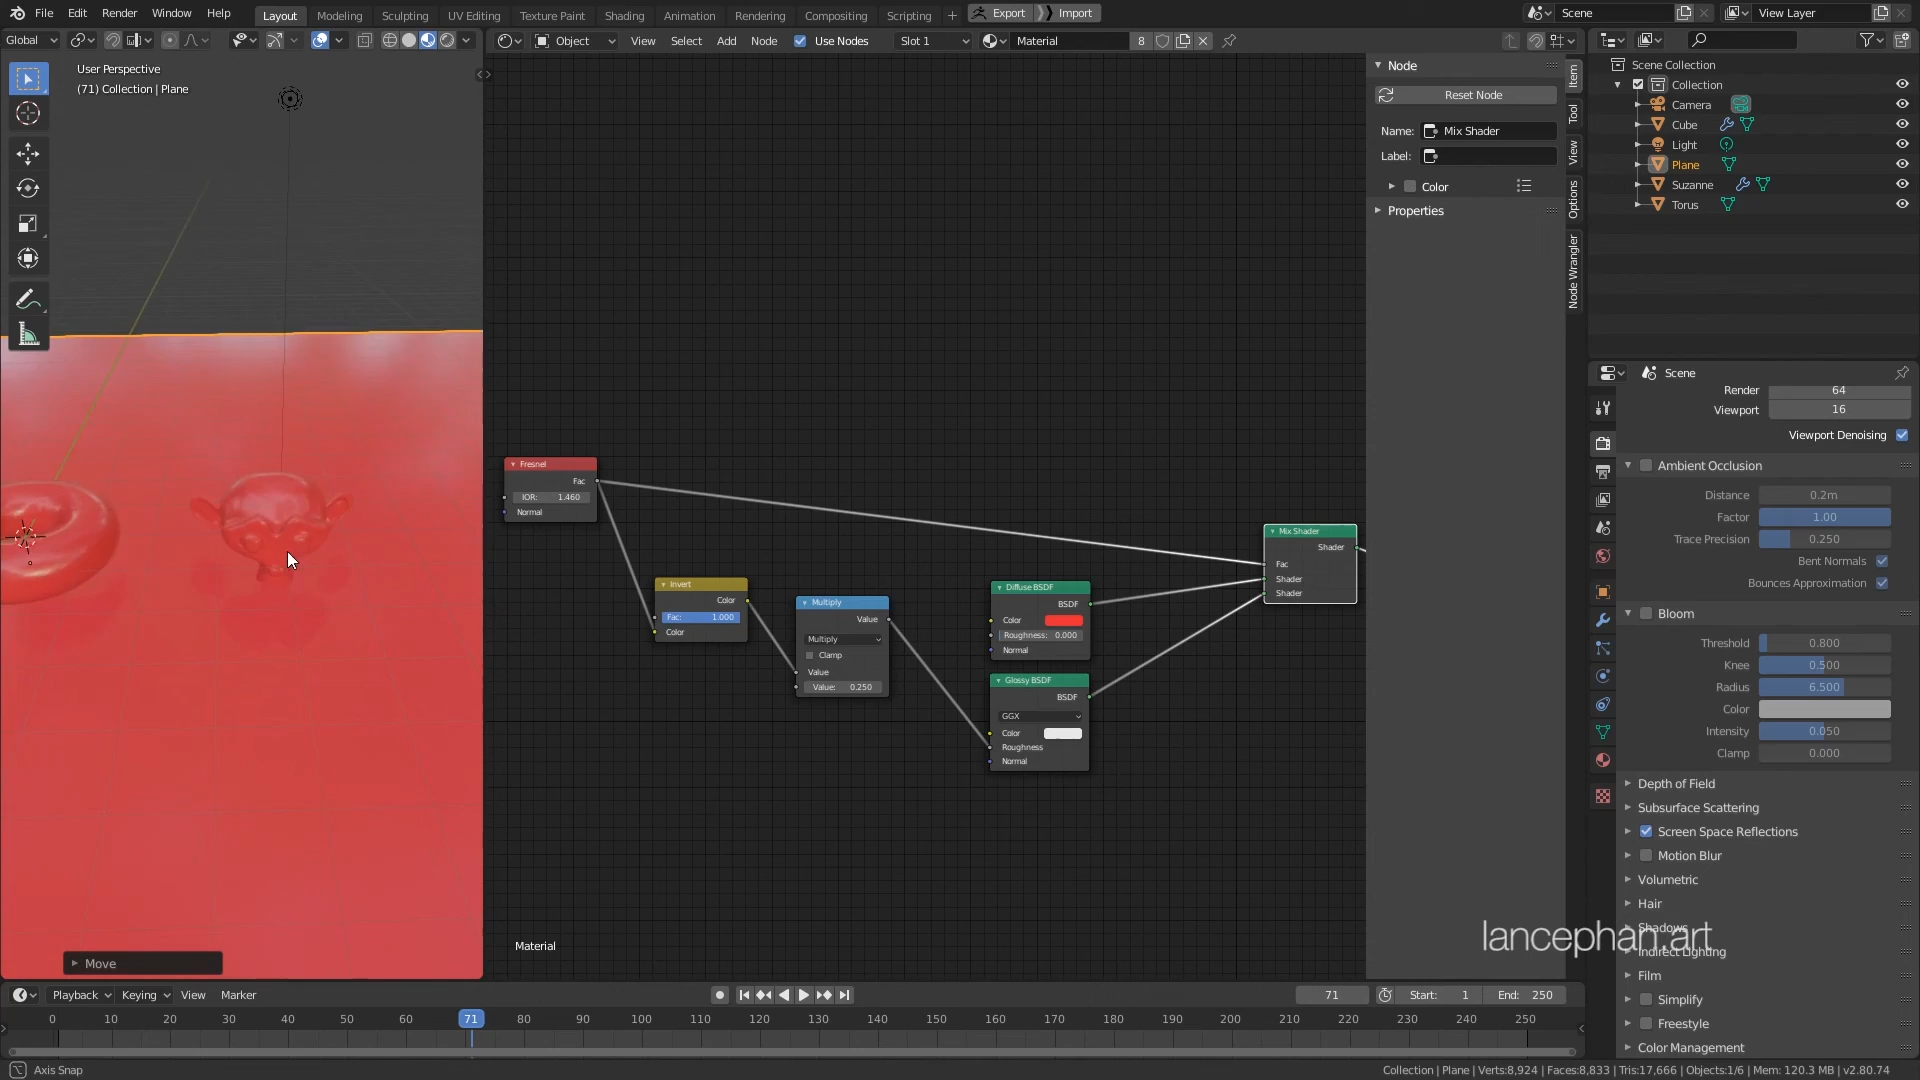 File Edit Render Window Help Layout Modeling Sculpting UV Editing Texture Paint Shading Animation Rendering Compositing Scripting + Export Import Scene View Layer
Global Object View Select Add Node Use Nodes Slot 1 Material 8
User Perspective
(71) Collection | Plane
Move
Fresnel
Fac
IOR: 1.460
Normal
Invert
Color
Fac: 1.000
Color
Multiply
Value
Multiply
Clamp
Value
Value: 0.250
Diffuse BSDF
BSDF
Color
Roughness: 0.000
Normal
Glossy BSDF
BSDF
GGX
Color
Roughness
Normal
Mix Shader
Shader
Fac
Shader
Shader
Material
Node
Reset Node
Name: Mix Shader
Label:
Color
Properties
Item
Tool
View
Options
Node Wrangler
Scene Collection
Collection
Camera
Cube
Light
Plane
Suzanne
Torus
Scene
Render 64
Viewport 16
Viewport Denoising
Ambient Occlusion
Distance 0.2m
Factor 1.00
Trace Precision 0.250
Bent Normals
Bounces Approximation
Bloom
Threshold 0.800
Knee 0.500
Radius 6.500
Color
Intensity 0.050
Clamp 0.000
Depth of Field
Subsurface Scattering
Screen Space Reflections
Motion Blur
Volumetric
Hair
Shadows
lancephan.art
Indirect Lighting
Film
Simplify
Freestyle
Color Management
Playback Keying View Marker 71 Start: 1 End: 250
0 10 20 30 40 50 60 71 80 90 100 110 120 130 140 150 160 170 180 190 200 210 220 230 240 250
Axis Snap
Collection | Plane | Verts:8,924 | Faces:8,833 | Tris:17,666 | Objects:1/6 | Mem: 120.3 MB | v2.80.74